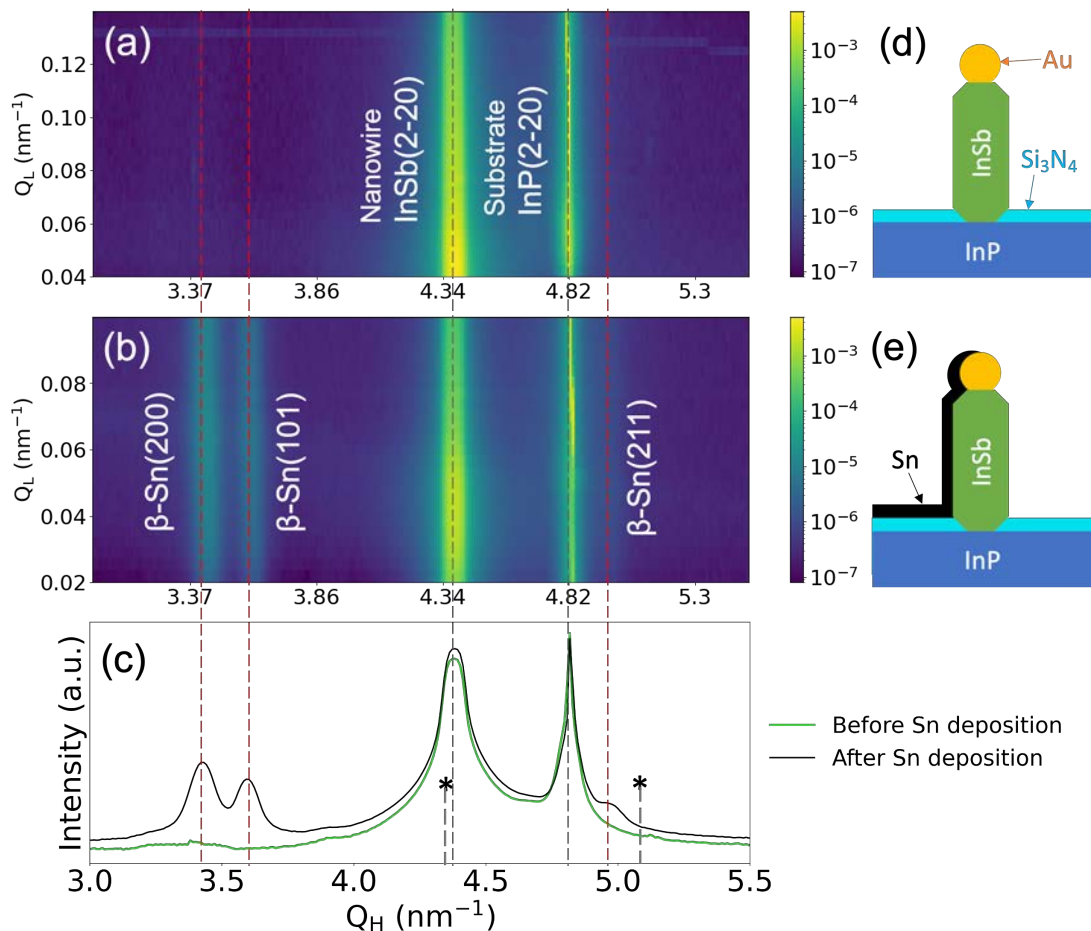 (a)
Q_L (nm⁻¹)
0.12
0.10
0.08
0.06
0.04
Nanowire
InSb(2-20)
Substrate
InP(2-20)
3.37
3.86
4.34
4.82
5.3
10⁻³
10⁻⁴
10⁻⁵
10⁻⁶
10⁻⁷
(d)
Au
InSb
Si₃N₄
InP
(b)
Q_L (nm⁻¹)
0.08
0.06
0.04
0.02
β-Sn(200)
β-Sn(101)
β-Sn(211)
3.37
3.86
4.34
4.82
5.3
10⁻³
10⁻⁴
10⁻⁵
10⁻⁶
10⁻⁷
(e)
Sn
InSb
InP
(c)
Intensity (a.u.)
*
*
3.0
3.5
4.0
4.5
5.0
5.5
Q_H (nm⁻¹)
Before Sn deposition
After Sn deposition